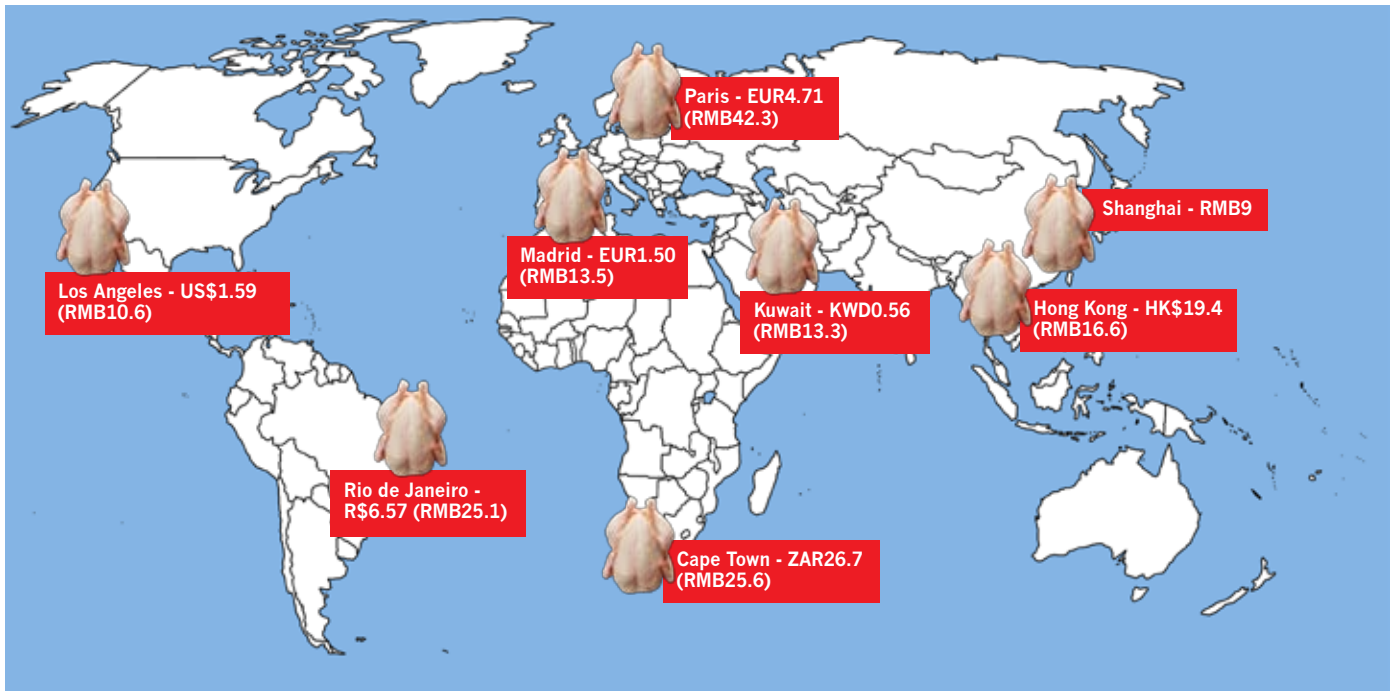 Paris - EUR4.71
(RMB42.3)
Shanghai - RMB9
Madrid - EUR1.50
(RMB13.5)
Los Angeles - US$1.59
(RMB10.6)
Kuwait - KWD0.56
(RMB13.3)
Hong Kong - HK$19.4
(RMB16.6)
Rio de Janeiro -
R$6.57 (RMB25.1)
Cape Town - ZAR26.7
(RMB25.6)